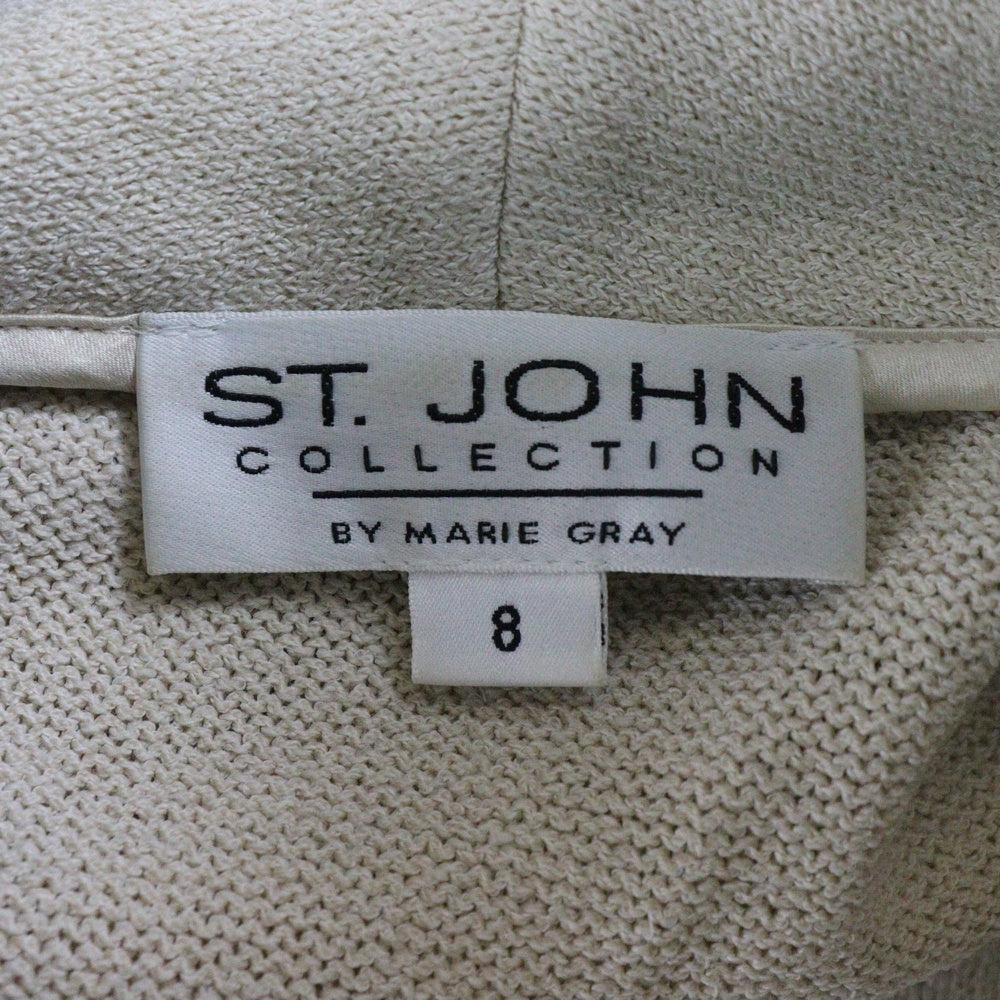 ST. JOHN
COLLECTION
BY MARIE GRAY
8